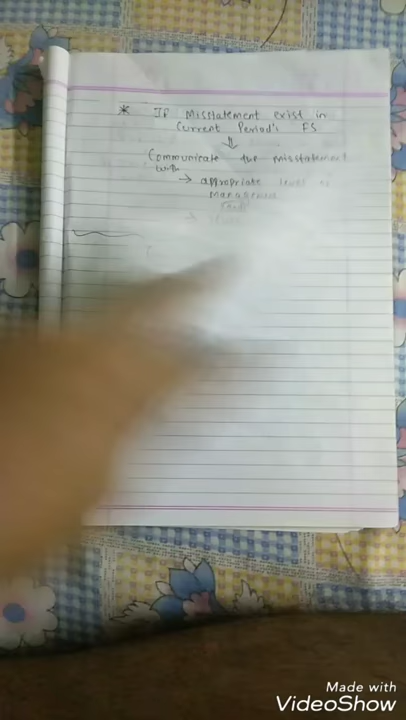 * If Misstatement exist in
Current Period's FS
⇓
Communicate the misstatement
with
→ appropriate level of
management
Made with
VideoShow